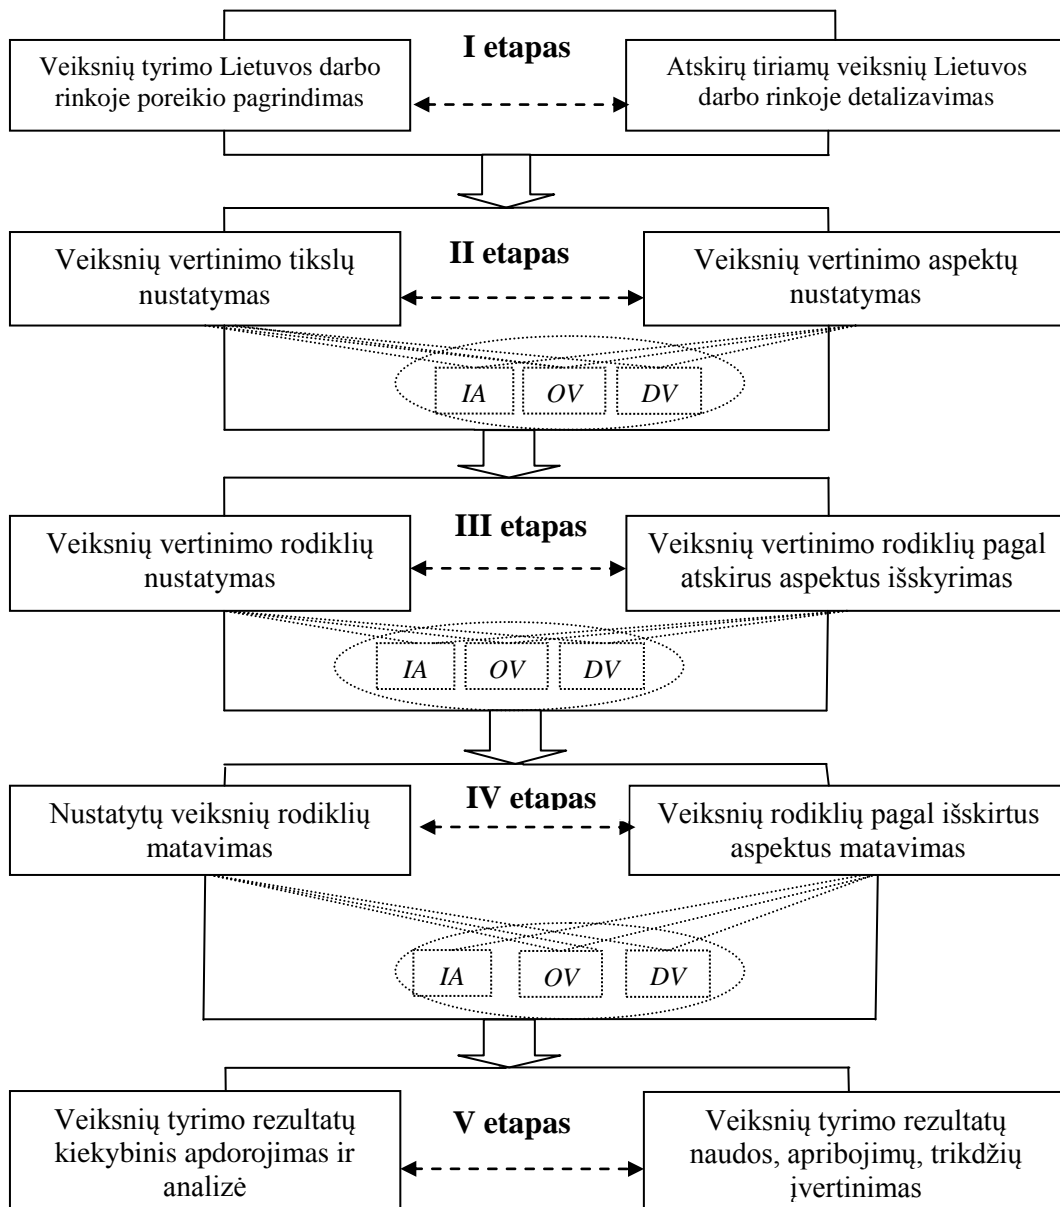 I etapas
Veiksnių tyrimo Lietuvos darbo
rinkoje poreikio pagrindimas
Atskirų tiriamų veiksnių Lietuvos
darbo rinkoje detalizavimas
II etapas
Veiksnių vertinimo tikslų
nustatymas
Veiksnių vertinimo aspektų
nustatymas
IA
OV
DV
III etapas
Veiksnių vertinimo rodiklių
nustatymas
Veiksnių vertinimo rodiklių pagal
atskirus aspektus išskyrimas
IA
OV
DV
IV etapas
Nustatytų veiksnių rodiklių
matavimas
Veiksnių rodiklių pagal išskirtus
aspektus matavimas
IA
OV
DV
V etapas
Veiksnių tyrimo rezultatų
kiekybinis apdorojimas ir
analizė
Veiksnių tyrimo rezultatų
naudos, apribojimų, trikdžių
įvertinimas